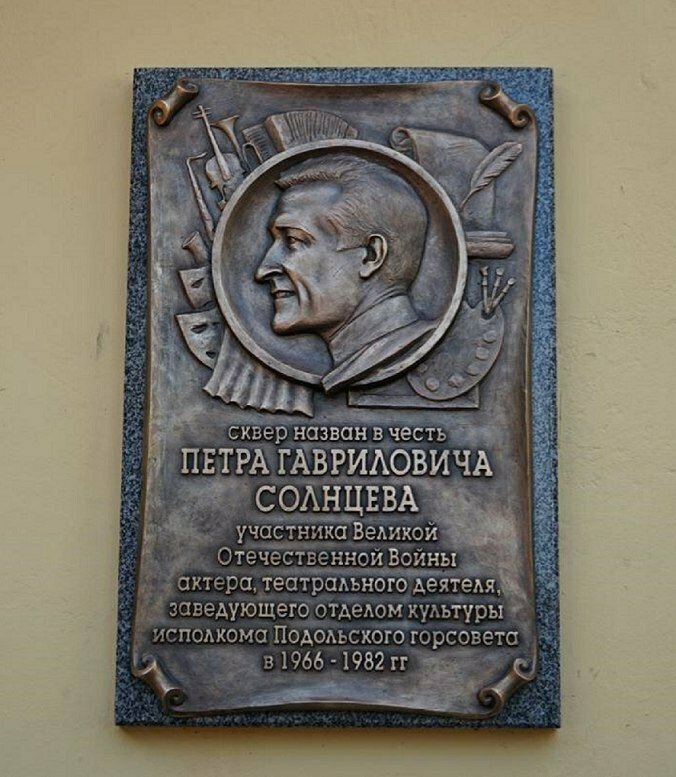 сквер назван в честь
ПЕТРА ГАВРИЛОВИЧА
СОЛНЦЕВА
участника Великой
Отечественной Войны
актера, театрального деятеля,
заведующего отделом культуры
исполкома Подольского горсовета
в 1966 - 1982 гг